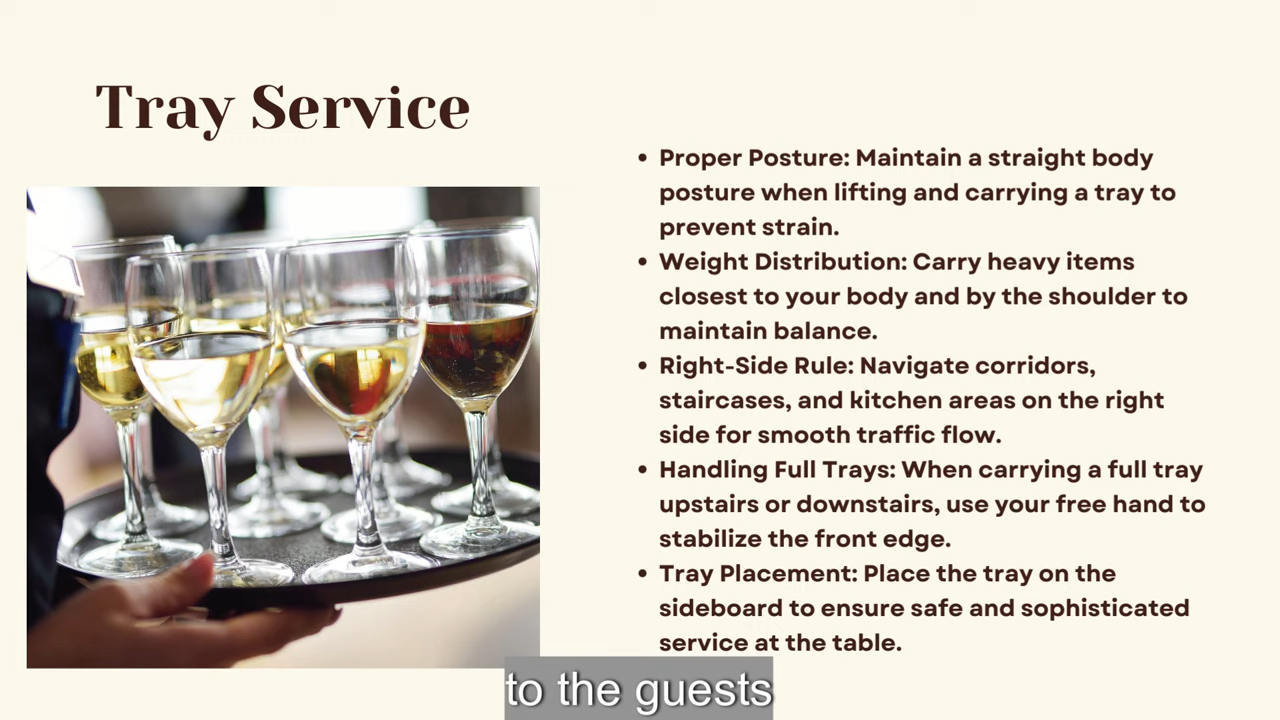 Tray Service
• Proper Posture: Maintain a straight body
posture when lifting and carrying a tray to
prevent strain.
• Weight Distribution: Carry heavy items
closest to your body and by the shoulder to
maintain balance.
• Right-Side Rule: Navigate corridors,
staircases, and kitchen areas on the right
side for smooth traffic flow.
• Handling Full Trays: When carrying a full tray
upstairs or downstairs, use your free hand to
stabilize the front edge.
• Tray Placement: Place the tray on the
sideboard to ensure safe and sophisticated
service at the table.
to the guests